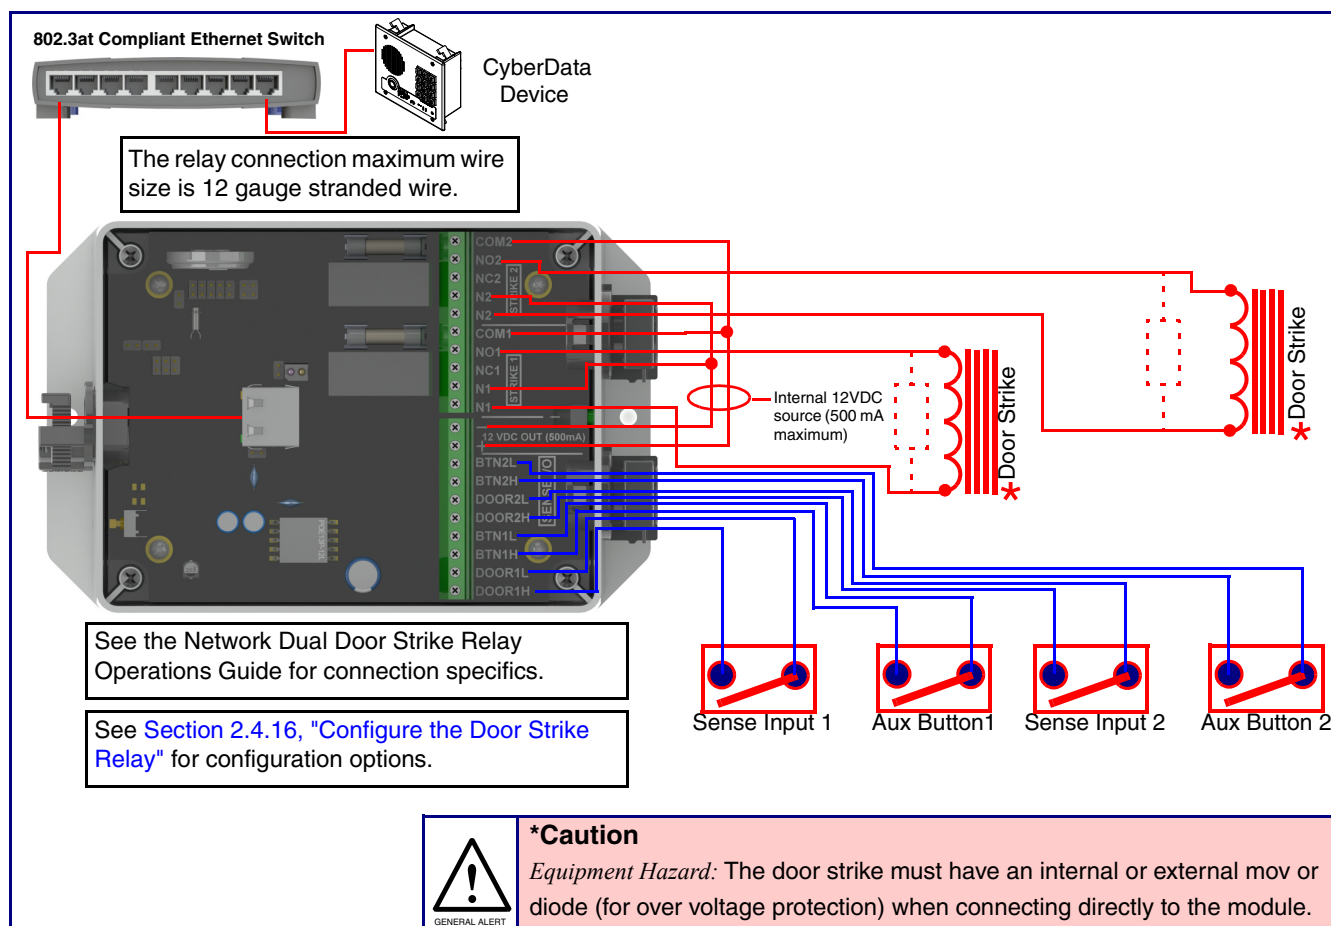 802.3at Compliant Ethernet Switch
CyberData
Device
The relay connection maximum wire
size is 12 gauge stranded wire.
COM2
NO2
NC2
N2
N2
STRIKE 2
COM1
NO1
NC1
N1
N1
STRIKE 1
-
12 VDC OUT (500mA)
+
BTN2L
BTN2H
DOOR2L
DOOR2H
BTN1L
BTN1H
DOOR1L
DOOR1H
Internal 12VDC
source (500 mA
maximum)
*Door Strike
*Door Strike
Sense Input 1
Aux Button1
Sense Input 2
Aux Button 2
See the Network Dual Door Strike Relay
Operations Guide for connection specifics.
See Section 2.4.16, "Configure the Door Strike
Relay" for configuration options.
GENERAL ALERT
*Caution
Equipment Hazard: The door strike must have an internal or external mov or
diode (for over voltage protection) when connecting directly to the module.